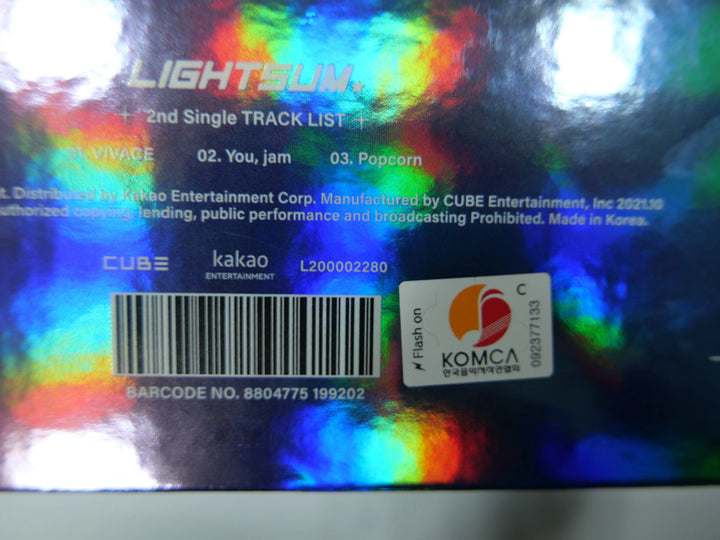 LIGHTSUM
2nd Single TRACK LIST
01. VIVACE 02. You, jam 03. Popcorn
t. Distributed by Kakao Entertainment Corp. Manufactured by CUBE Entertainment, Inc 2021.10
authorized copying, lending, public performance and broadcasting Prohibited. Made in Korea.
CUBE kakao L200002280
ENTERTAINMENT
Flash on
C
KOMCA
한국음악저작권협회
092377133
BARCODE NO. 8804775 199202